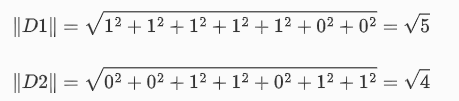 ‖D1‖ = √1² + 1² + 1² + 1² + 1² + 0² + 0² = √5
‖D2‖ = √0² + 0² + 1² + 1² + 0² + 1² + 1² = √4